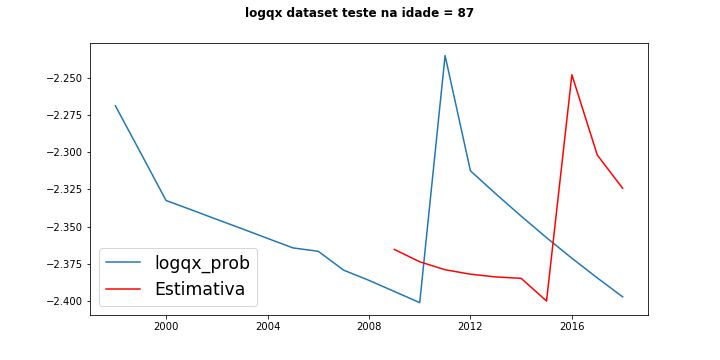 logqx dataset teste na idade = 87
−2.250
−2.275
−2.300
−2.325
−2.350
−2.375
−2.400
logqx_prob
Estimativa
2000 2004 2008 2012 2016